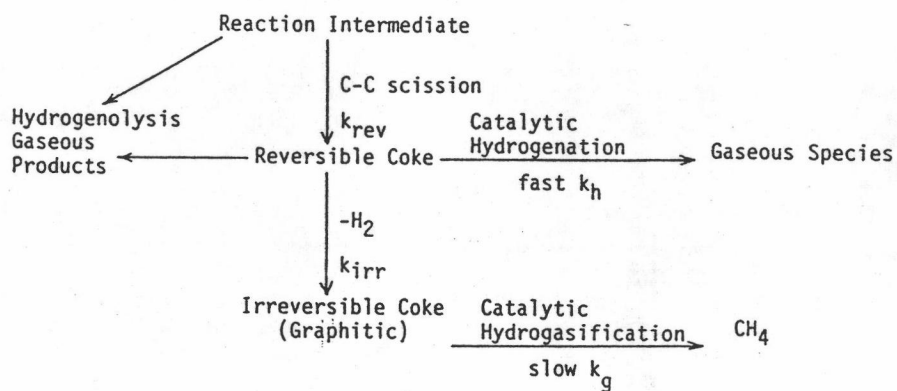 Reaction Intermediate
C-C scission
k_rev
Hydrogenolysis
Gaseous
Products
Reversible Coke
Catalytic
Hydrogenation
fast k_h
Gaseous Species
-H₂
k_irr
Irreversible Coke
(Graphitic)
Catalytic
Hydrogasification
slow k_g
CH₄